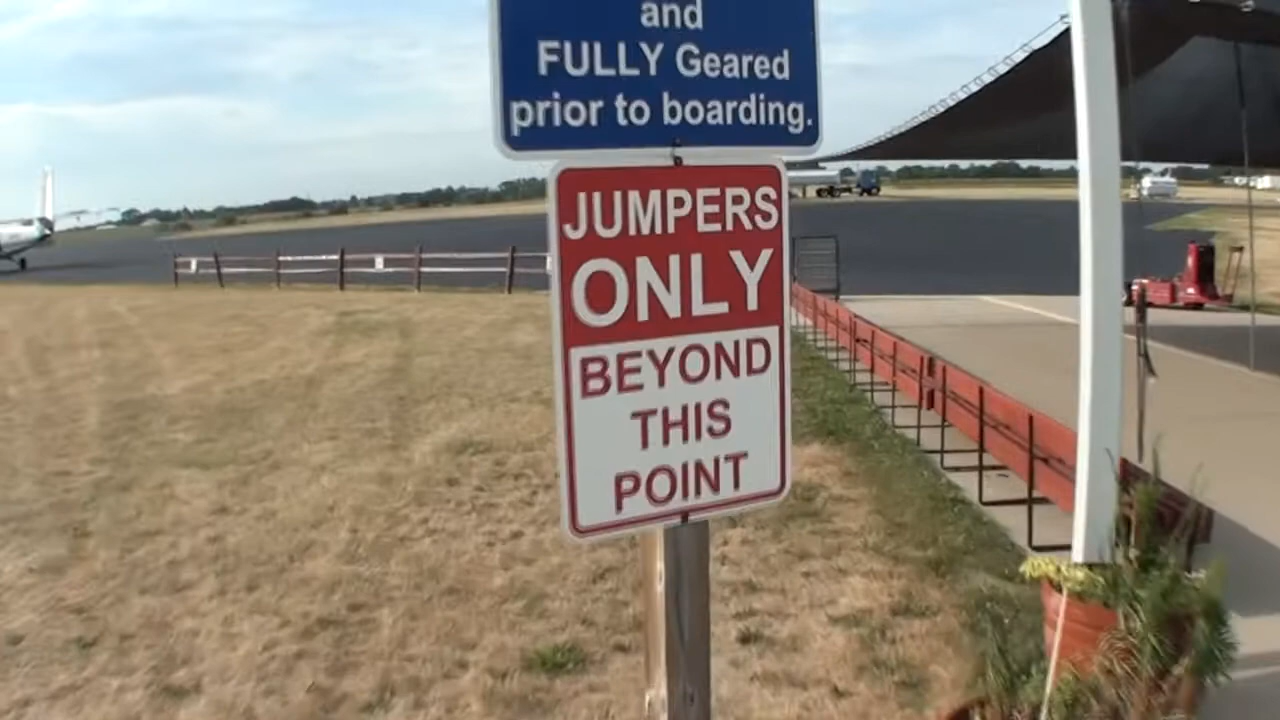 and
FULLY Geared
prior to boarding.
JUMPERS
ONLY
BEYOND
THIS
POINT